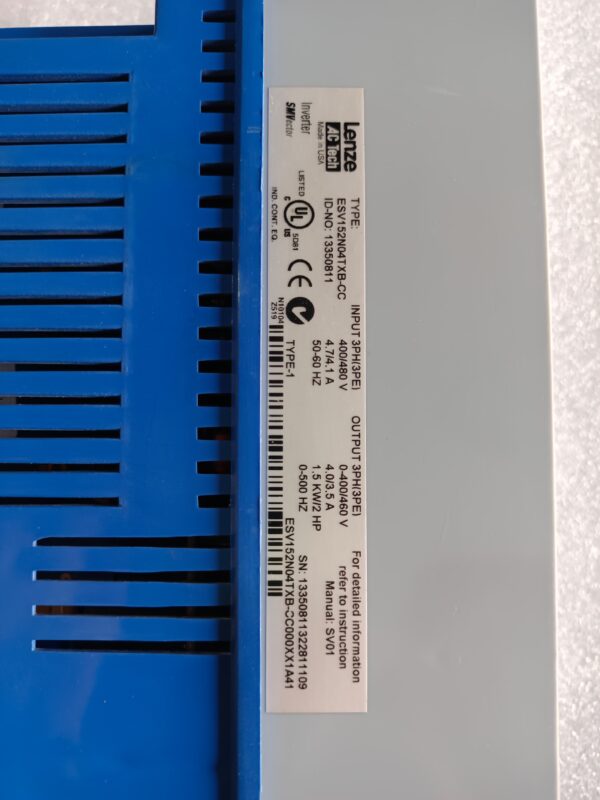 Lenze
AC Tech
Made in USA
Inverter
SMVector
TYPE:
ESV152N04TXB-CC
ID-NO: 13350811
LISTED
UL
C
US
5D81
IND. CONT. EQ.
CE
N10104
Z519
INPUT 3PH(3PE)
400/480 V
4.7/4.1 A
50-60 HZ
TYPE-1
OUTPUT 3PH(3PE)
0-400/460 V
4.0/3.5 A
1.5 KW/2 HP
0-500 HZ
For detailed information
refer to instruction
Manual: SV01
SN: 13350811322811109
ESV152N04TXB-CC000XX1A41